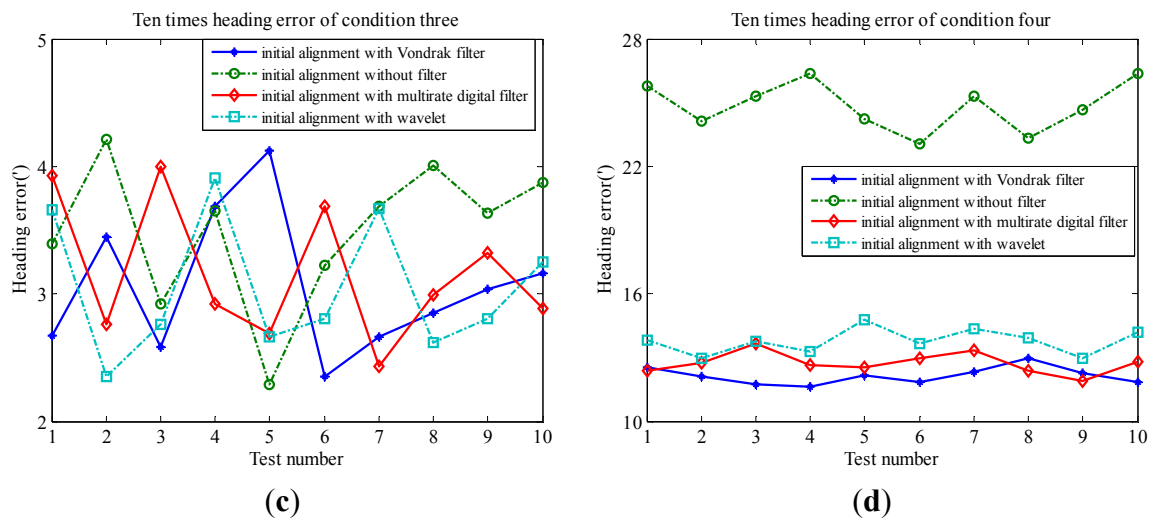 Ten times heading error of condition three
5
4
3
2
Heading error(')
initial alignment with Vondrak filter
initial alignment without filter
initial alignment with multirate digital filter
initial alignment with wavelet
1 2 3 4 5 6 7 8 9 10
Test number
(c)
Ten times heading error of condition four
28
22
16
10
Heading error(')
initial alignment with Vondrak filter
initial alignment without filter
initial alignment with multirate digital filter
initial alignment with wavelet
1 2 3 4 5 6 7 8 9 10
Test number
(d)